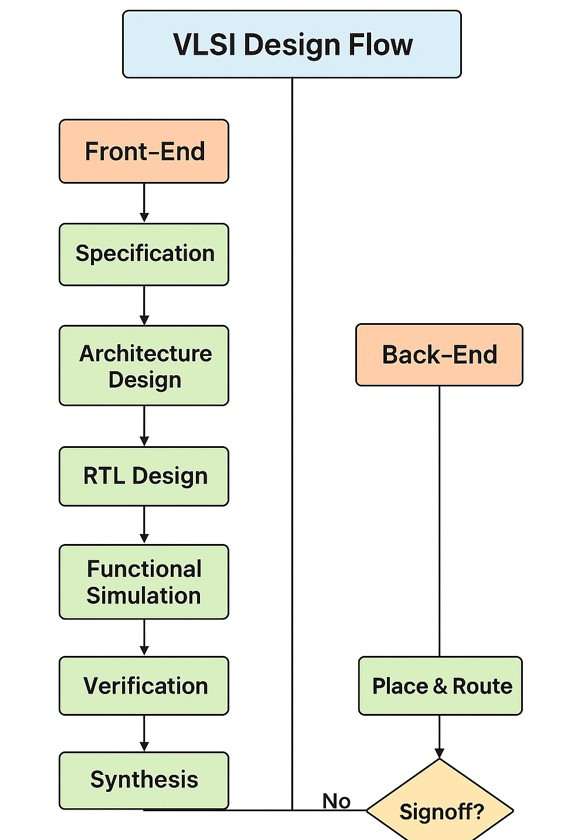 VLSI Design Flow
Front-End
Specification
Architecture
Design
RTL Design
Functional
Simulation
Verification
Synthesis
Back-End
Place & Route
No
Signoff?